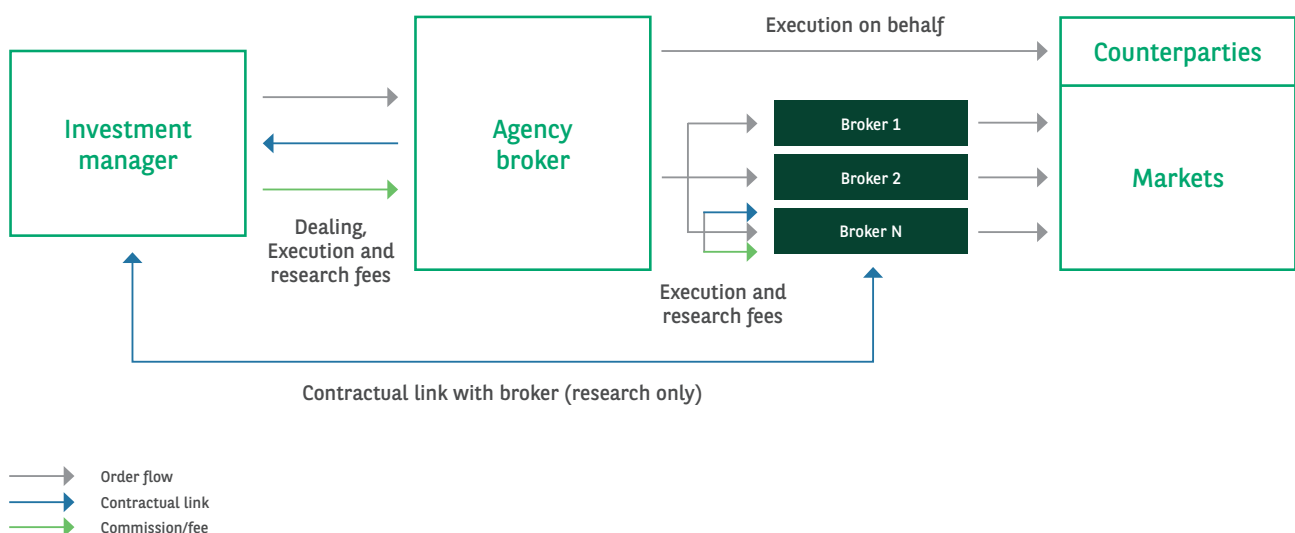 Execution on behalf
Counterparties
Investment
manager
Agency
broker
Broker 1
Broker 2
Broker N
Markets
Dealing,
Execution and
research fees
Execution and
research fees
Contractual link with broker (research only)
Order flow
Contractual link
Commission/fee